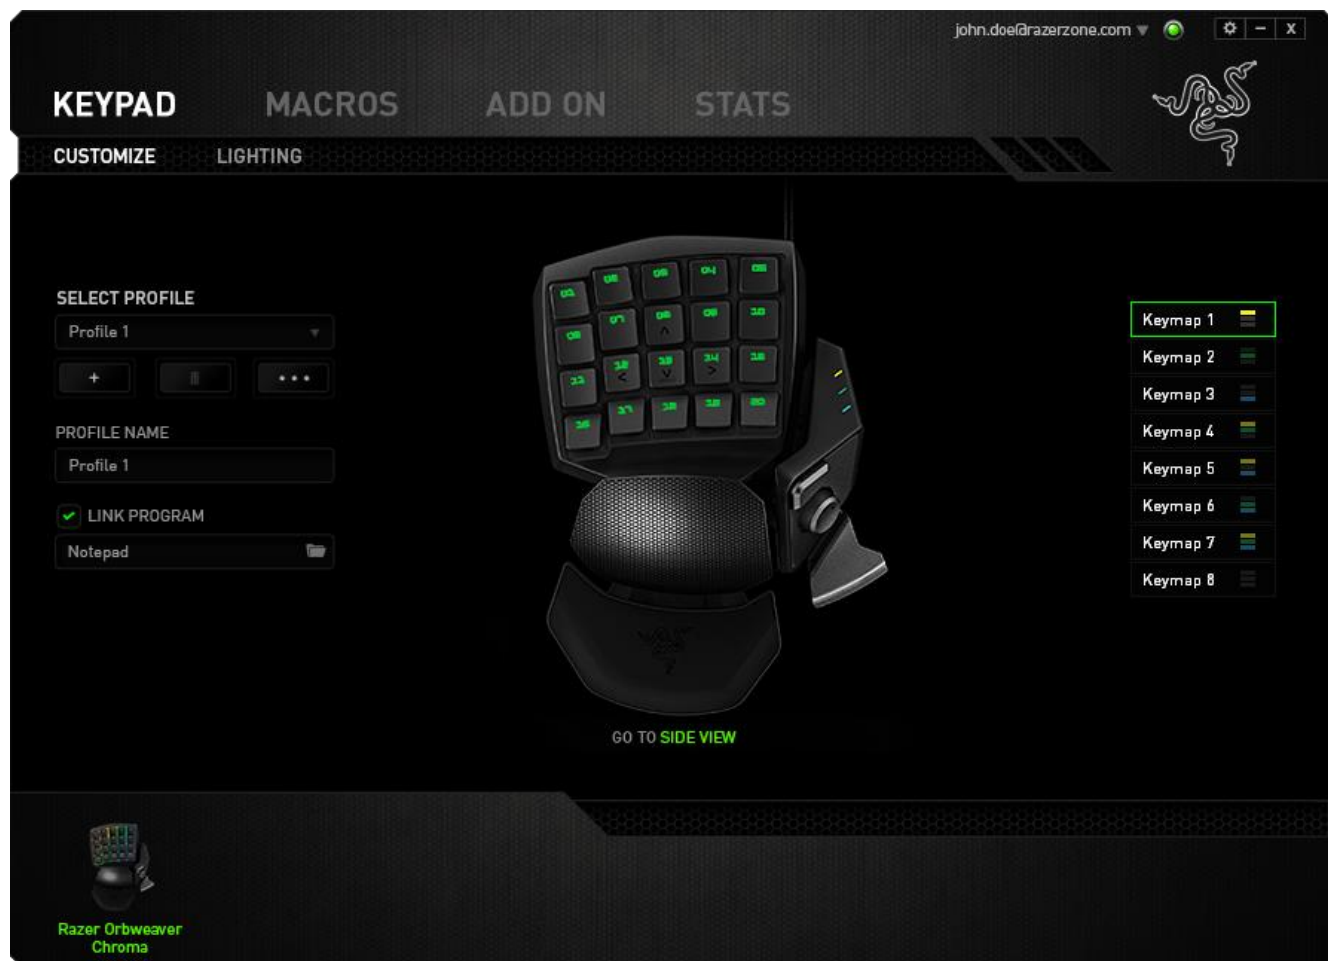 john.doe@razerzone.com
KEYPAD MACROS ADD ON STATS
CUSTOMIZE LIGHTING
SELECT PROFILE
Profile 1
PROFILE NAME
Profile 1
LINK PROGRAM
Notepad
Keymap 1
Keymap 2
Keymap 3
Keymap 4
Keymap 5
Keymap 6
Keymap 7
Keymap 8
GO TO SIDE VIEW
Razer Orbweaver
Chroma